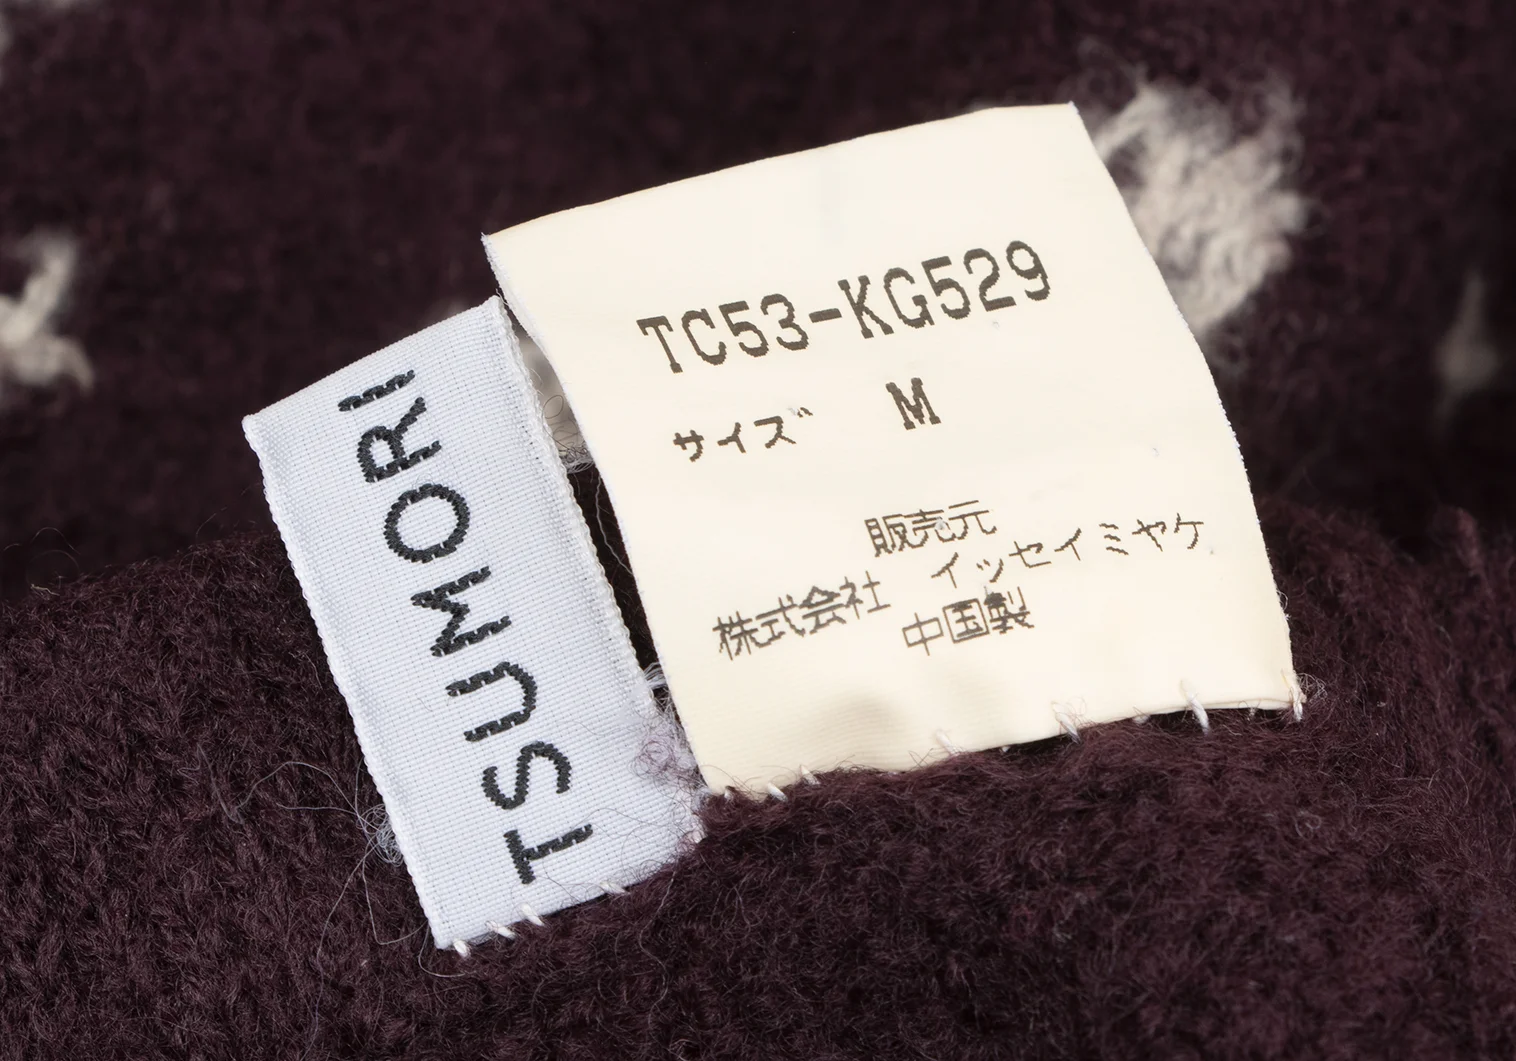 TSUMORI
TC53-KG529
サイズ M
販売元
株式会社 イッセイミヤケ
中国製